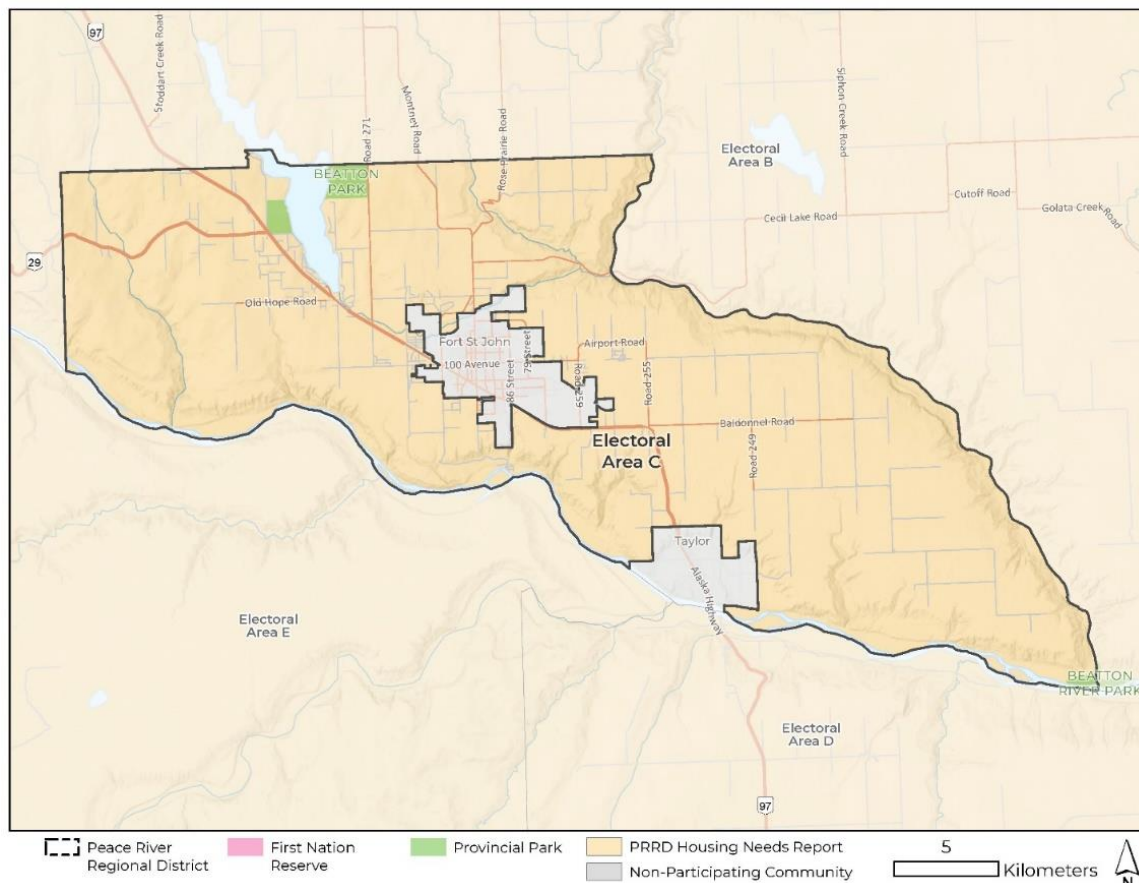 97
Stoddart Creek Road
Road 271
Montney Road
Rose Prairie Road
Siphon Creek Road
Electoral
Area B
BEATTON
PARK
Cutoff Road
Cecil Lake Road
Golata Creek
Road
29
Old Hope Road
Fort St John
79 Street
Airport Road
100 Avenue
86 Street
Road 259
Road 255
Baldonnel Road
Electoral
Area C
Road 249
Taylor
Alaska Highway
Electoral
Area E
BEATTON
RIVER PARK
Electoral
Area D
97
Peace River
Regional District
First Nation
Reserve
Provincial Park
PRRD Housing Needs Report
Non-Participating Community
5
Kilometers
N